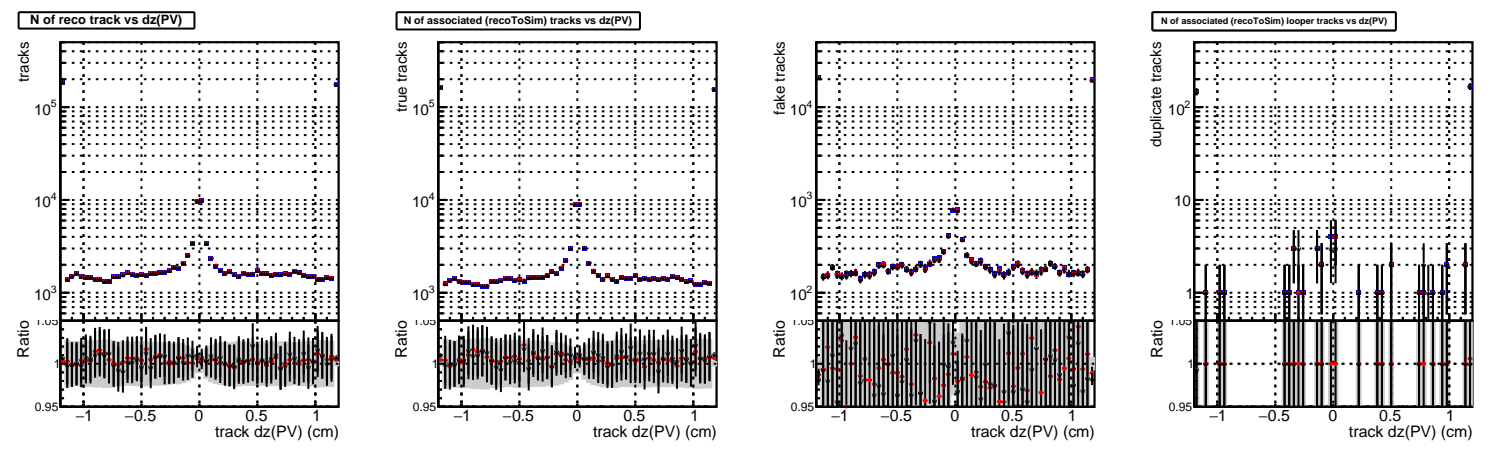 N of reco track vs dz(PV)
tracks
10^5
10^4
10^3
1.05
Ratio
1
0.95
−1 −0.5 0 0.5 1
track dz(PV) (cm)
N of associated (recoToSim) tracks vs dz(PV)
true tracks
10^5
10^4
10^3
1.05
Ratio
1
0.95
−1 −0.5 0 0.5 1
track dz(PV) (cm)
fake tracks
10^4
10^3
10^2
1.05
Ratio
1
0.95
−1 −0.5 0 0.5 1
track dz(PV) (cm)
N of associated (recoToSim) looper tracks vs dz(PV)
duplicate tracks
10^2
10
1
1.05
Ratio
1
0.95
−1 −0.5 0 0.5 1
track dz(PV) (cm)